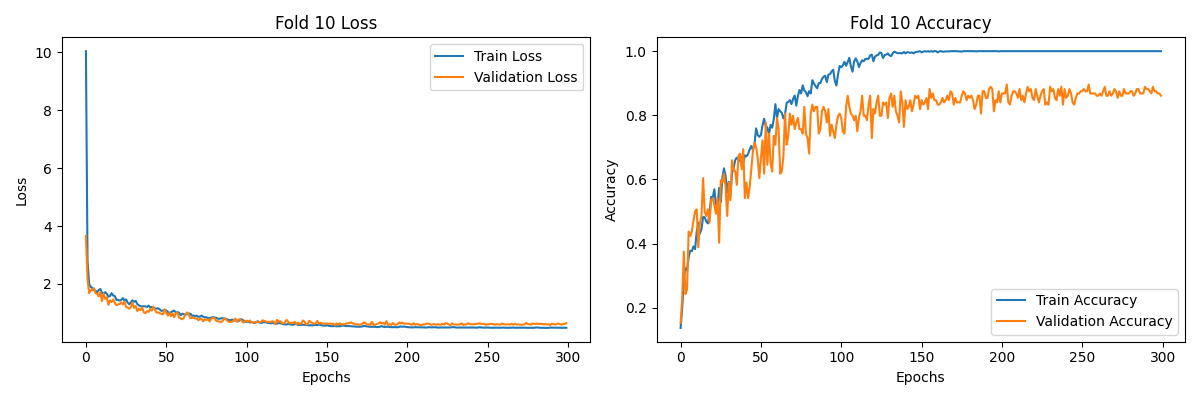 Fold 10 Loss
10
8
6
4
2
Loss
0
50
100
150
200
250
300
Epochs
Train Loss
Validation Loss
Fold 10 Accuracy
1.0
0.8
0.6
0.4
0.2
Accuracy
0
50
100
150
200
250
300
Epochs
Train Accuracy
Validation Accuracy